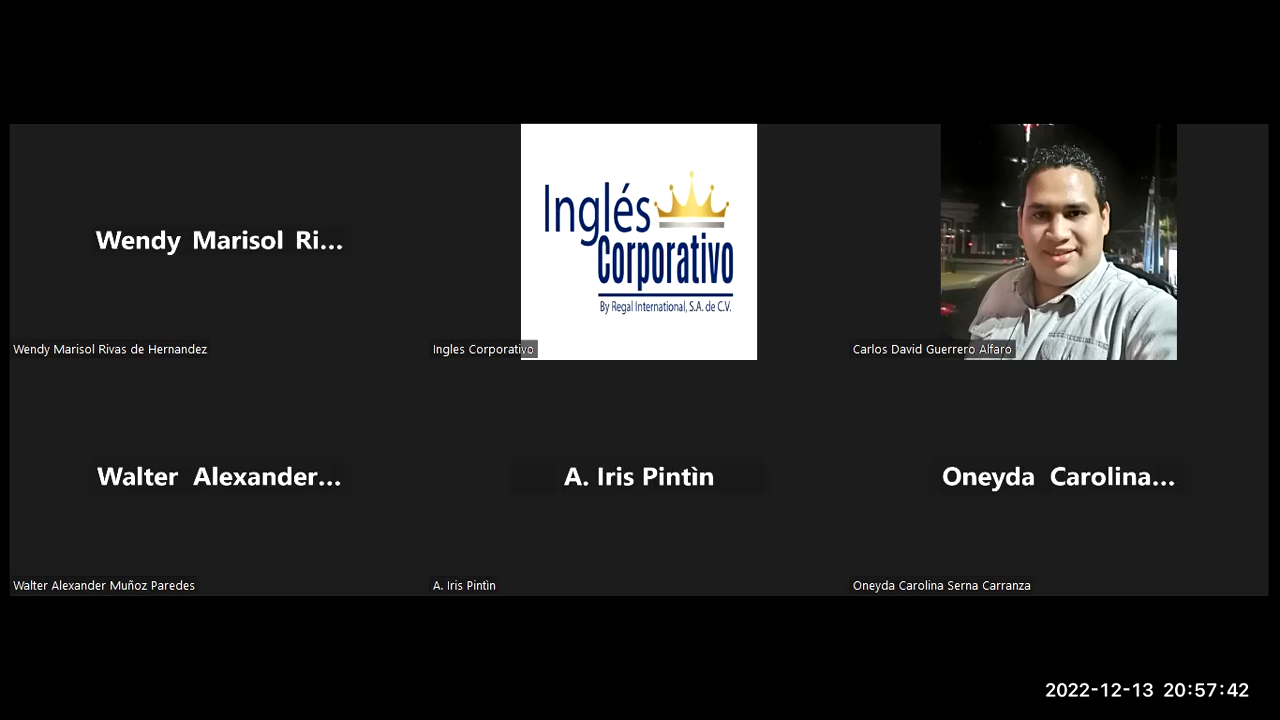 Wendy Marisol Ri...
Wendy Marisol Rivas de Hernandez
Inglés
Corporativo
By Regal International, S.A. de C.V.
Ingles Corporativo
Carlos David Guerrero Alfaro
Walter Alexander...
Walter Alexander Muñoz Paredes
A. Iris Pintìn
A. Iris Pintìn
Oneyda Carolina...
Oneyda Carolina Serna Carranza
2022-12-13 20:57:42